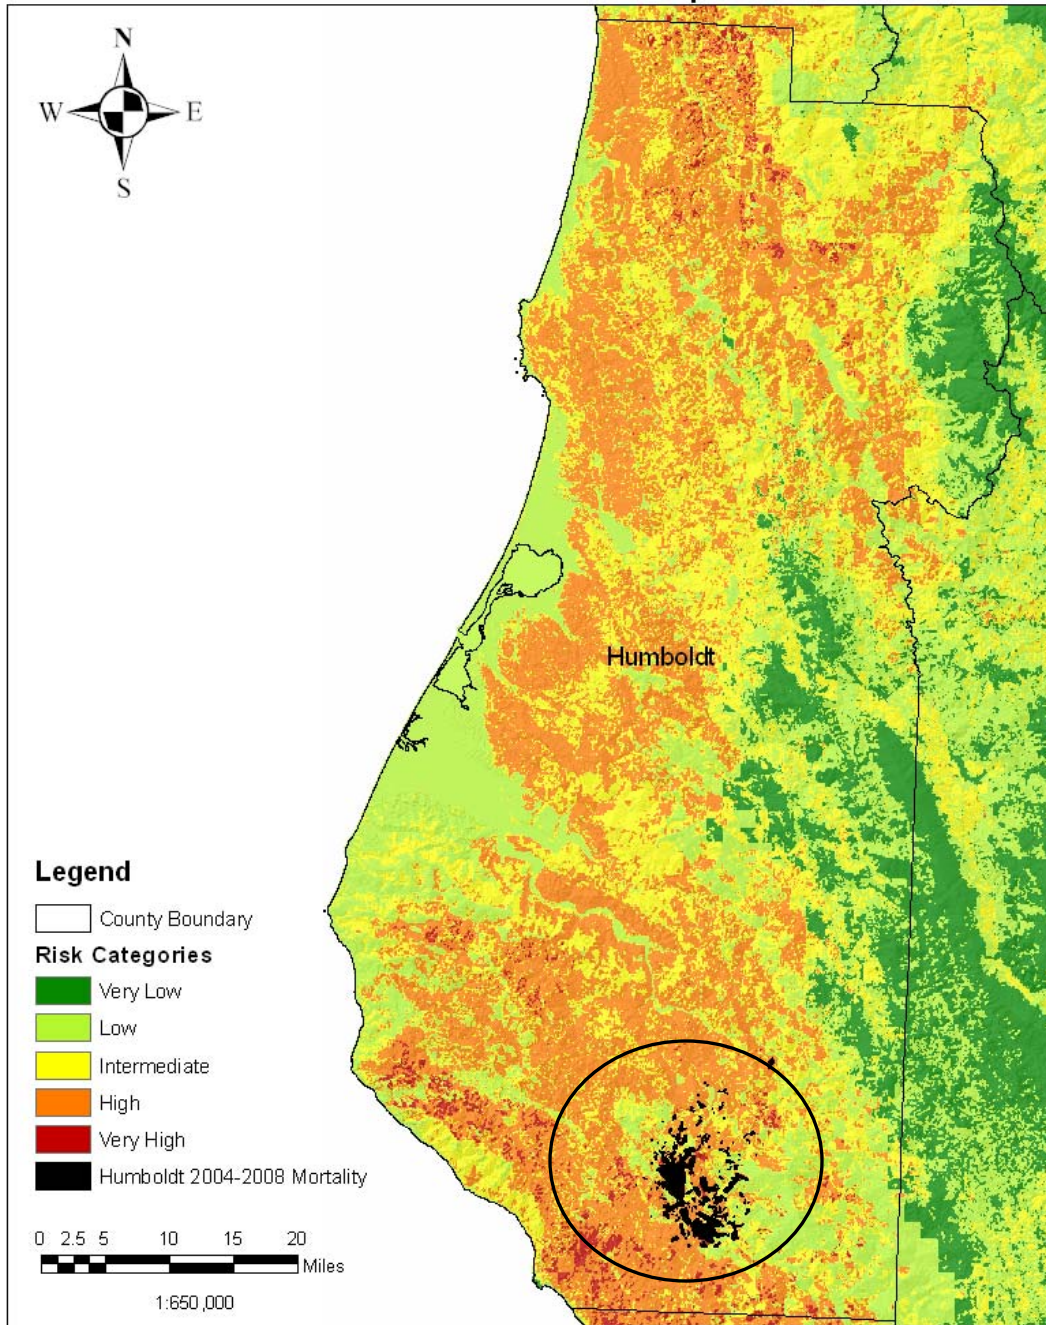 N
W E
S
Humboldt
Legend
County Boundary
Risk Categories
Very Low
Low
Intermediate
High
Very High
Humboldt 2004-2008 Mortality
0 2.5 5 10 15 20
Miles
1:650,000